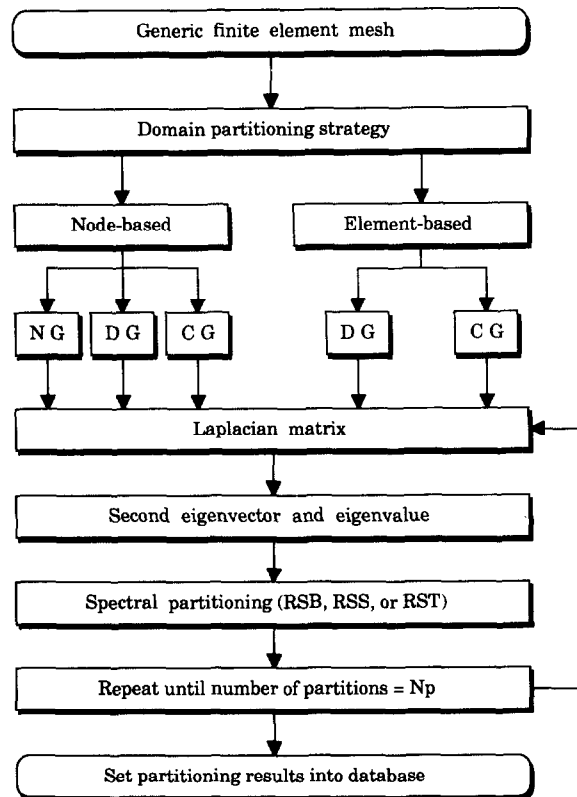 Generic finite element mesh
Domain partitioning strategy
Node-based
Element-based
N G
D G
C G
D G
C G
Laplacian matrix
Second eigenvector and eigenvalue
Spectral partitioning (RSB, RSS, or RST)
Repeat until number of partitions = Np
Set partitioning results into database